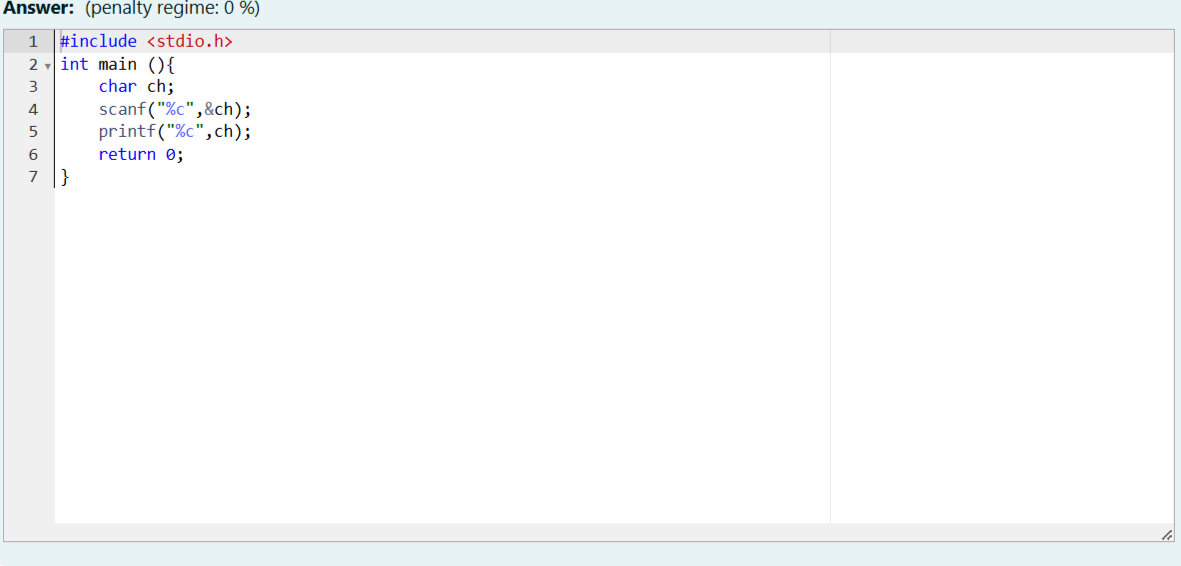 Answer: (penalty regime: 0 %)
1 #include <stdio.h>
2 int main (){
3     char ch;
4     scanf("%c",&ch);
5     printf("%c",ch);
6     return 0;
7 }